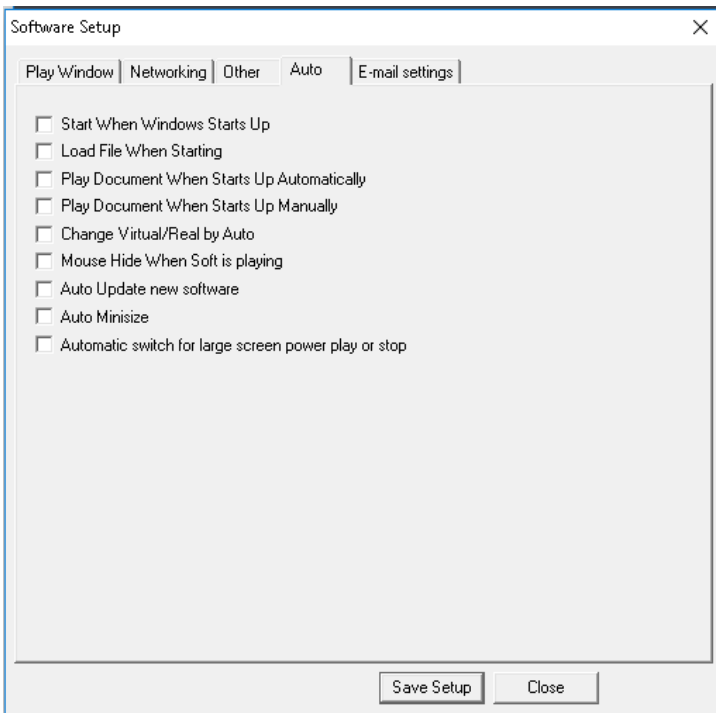 Software Setup
Play Window Networking Other Auto E-mail settings
Start When Windows Starts Up
Load File When Starting
Play Document When Starts Up Automatically
Play Document When Starts Up Manually
Change Virtual/Real by Auto
Mouse Hide When Soft is playing
Auto Update new software
Auto Minisize
Automatic switch for large screen power play or stop
Save Setup Close